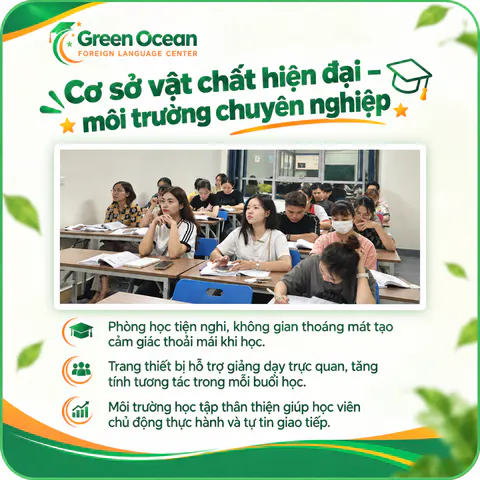 Green Ocean
FOREIGN LANGUAGE CENTER
Cơ sở vật chất hiện đại –
môi trường chuyên nghiệp
Phòng học tiện nghi, không gian thoáng mát tạo
cảm giác thoải mái khi học.
Trang thiết bị hỗ trợ giảng dạy trực quan, tăng
tính tương tác trong mỗi buổi học.
Môi trường học tập thân thiện giúp học viên
chủ động thực hành và tự tin giao tiếp.